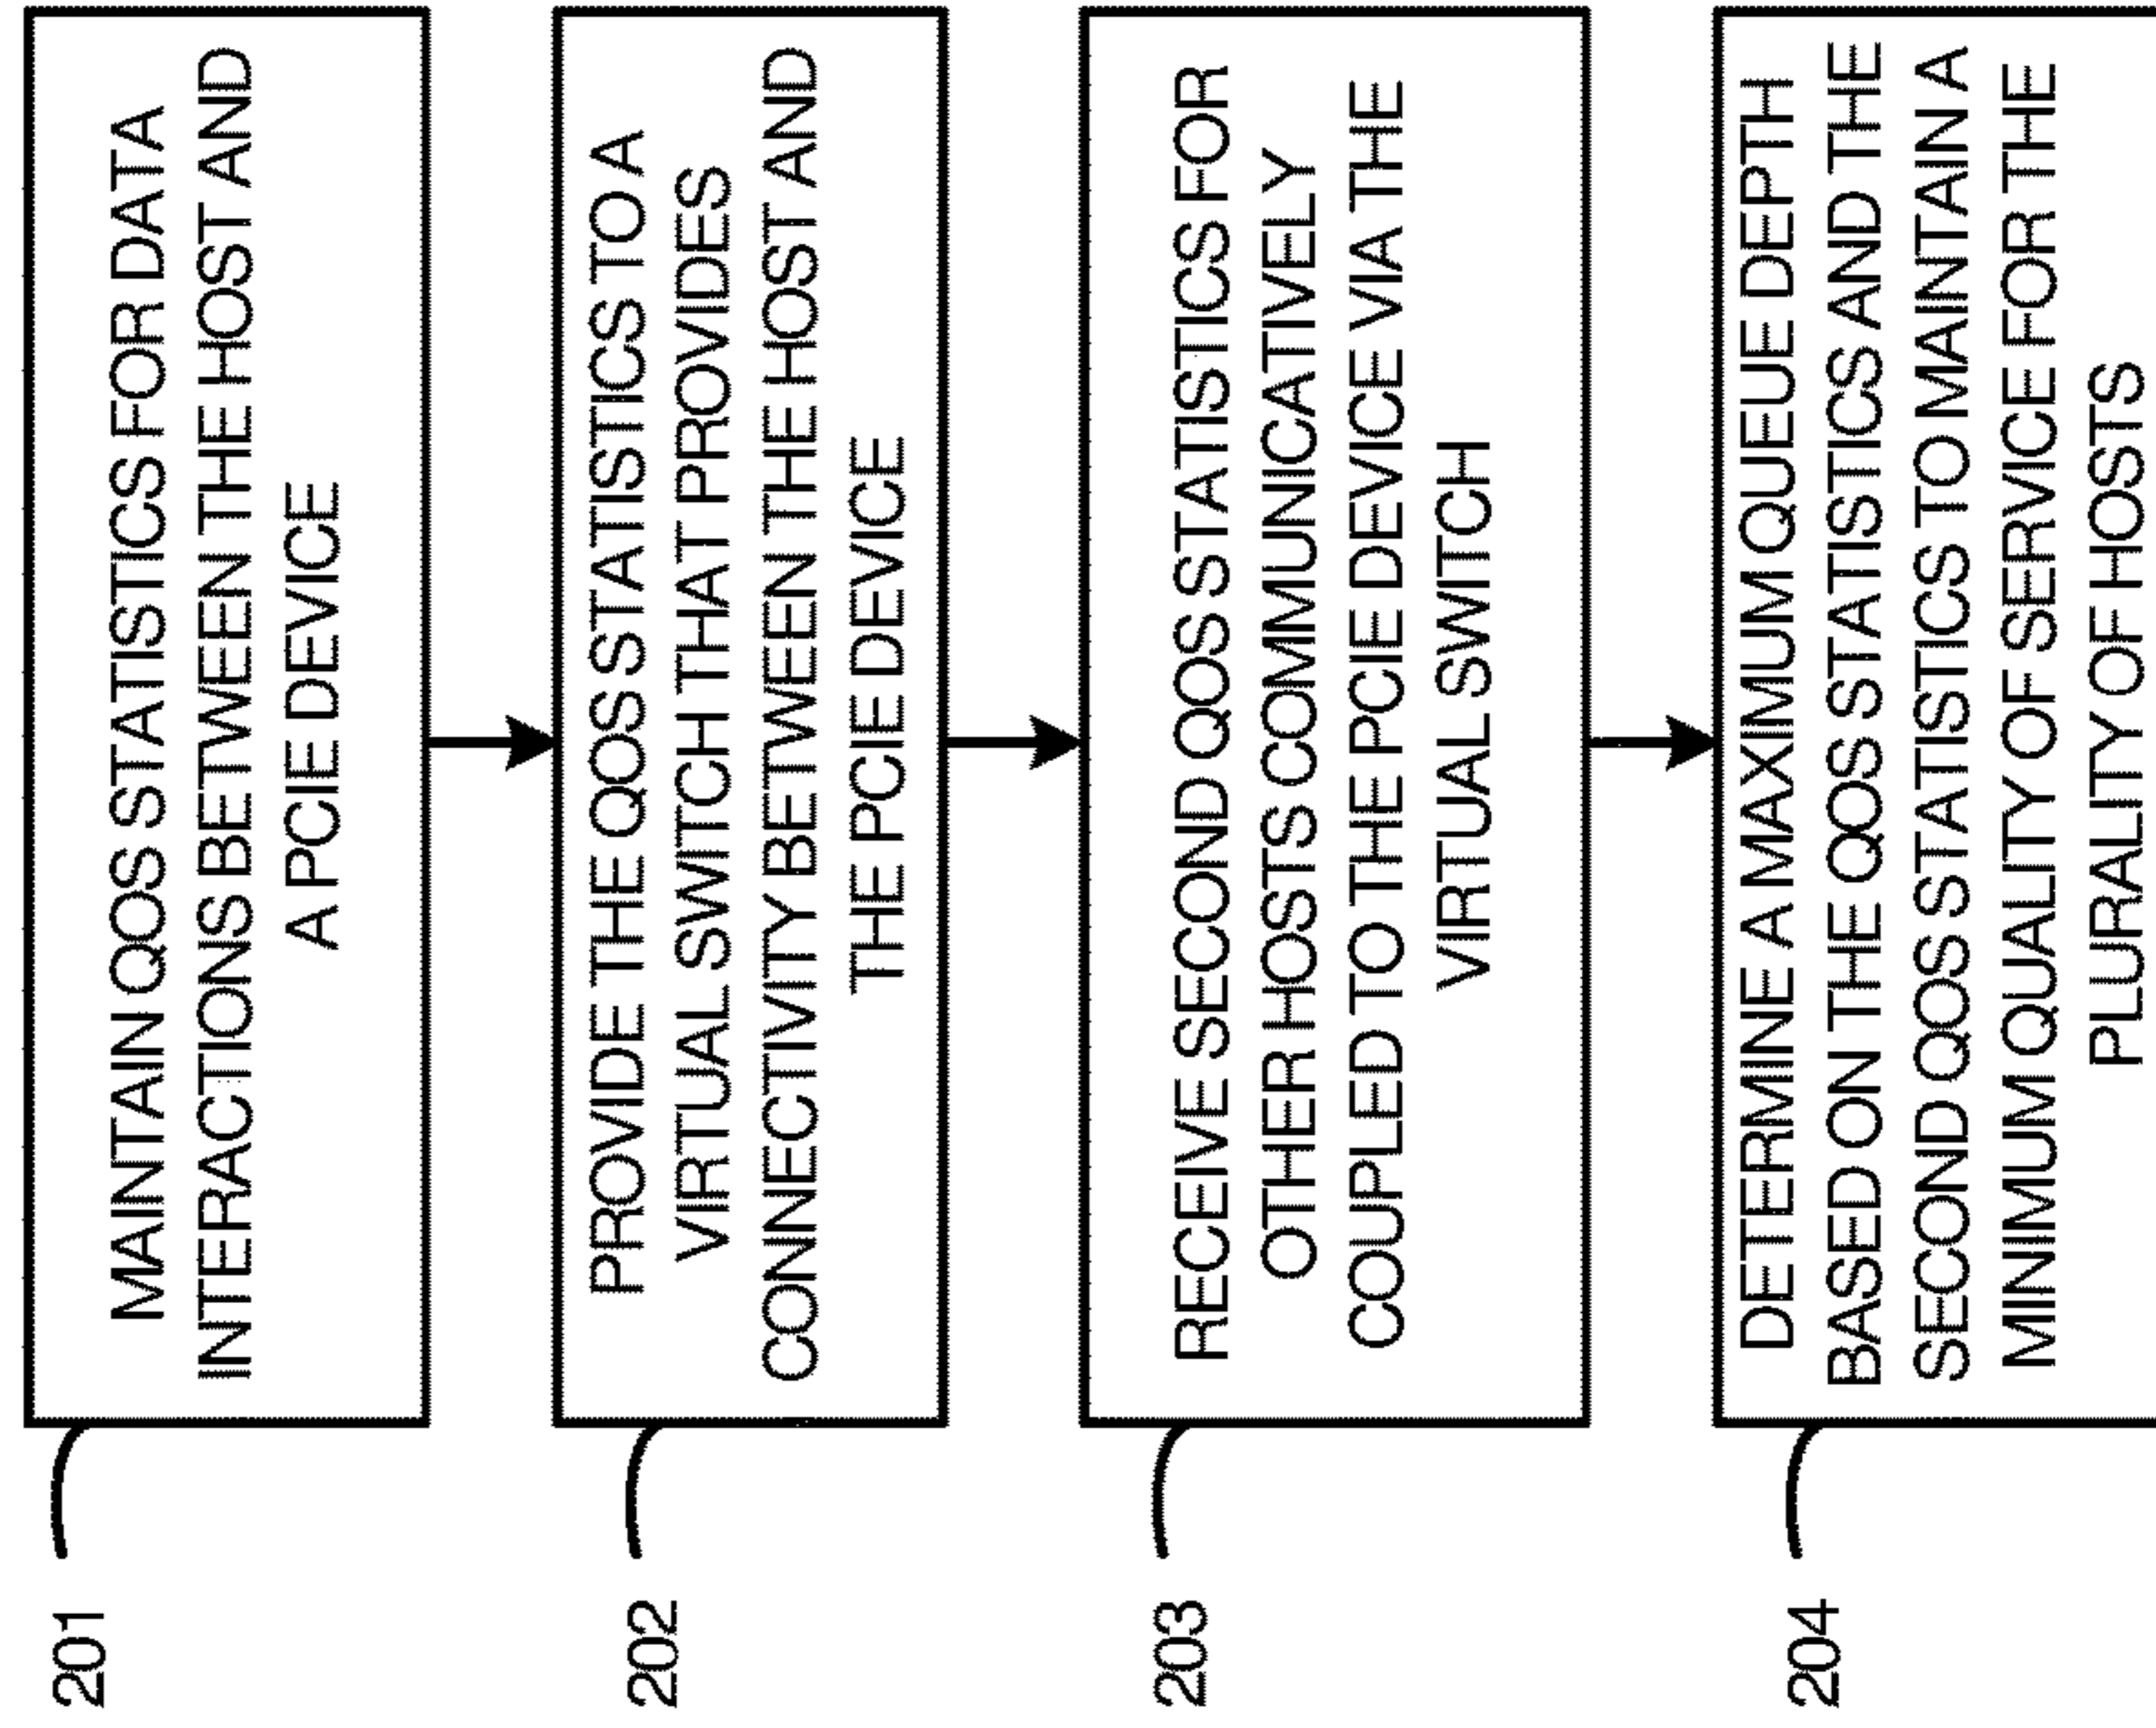 201
MAINTAIN QOS STATISTICS FOR DATA
INTERACTIONS BETWEEN THE HOST AND
A PCIE DEVICE
202
PROVIDE THE QOS STATISTICS TO A
VIRTUAL SWITCH THAT PROVIDES
CONNECTIVITY BETWEEN THE HOST AND
THE PCIE DEVICE
203
RECEIVE SECOND QOS STATISTICS FOR
OTHER HOSTS COMMUNICATIVELY
COUPLED TO THE PCIE DEVICE VIA THE
VIRTUAL SWITCH
204
DETERMINE A MAXIMUM QUEUE DEPTH
BASED ON THE QOS STATISTICS AND THE
SECOND QOS STATISTICS TO MAINTAIN A
MINIMUM QUALITY OF SERVICE FOR THE
PLURALITY OF HOSTS